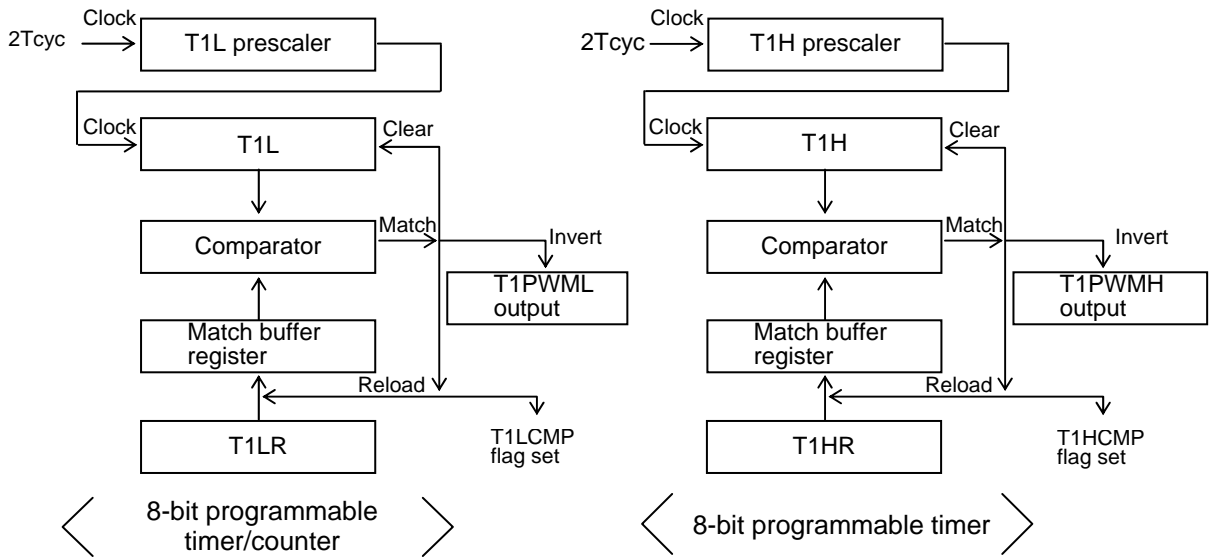 Clock
2Tcyc
T1L prescaler
Clock
T1L
Clear
Comparator
Match
Invert
T1PWML
output
Match buffer
register
Reload
T1LR
T1LCMP
flag set
8-bit programmable
timer/counter
Clock
2Tcyc
T1H prescaler
Clock
T1H
Clear
Comparator
Match
Invert
T1PWMH
output
Match buffer
register
Reload
T1HR
T1HCMP
flag set
8-bit programmable timer